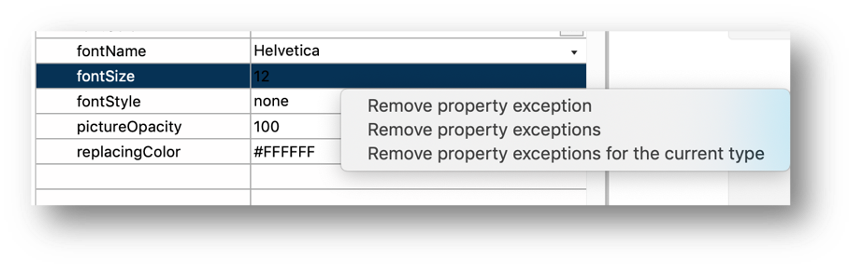 fontName Helvetica
fontSize 12
fontStyle none
pictureOpacity 100
replacingColor #FFFFFF
Remove property exception
Remove property exceptions
Remove property exceptions for the current type